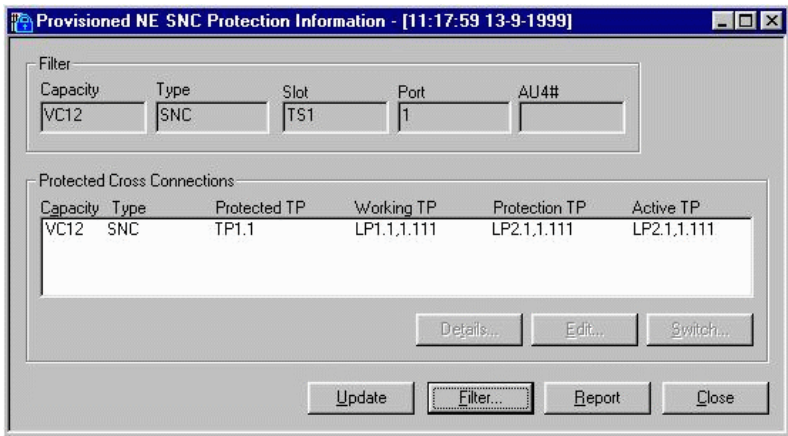 Provisioned NE SNC Protection Information - [11:17:59 13-9-1999]
Filter
Capacity Type Slot Port AU4#
VC12 SNC TS1 1
Protected Cross Connections
Capacity Type Protected TP Working TP Protection TP Active TP
VC12 SNC TP1.1 LP1.1,1.111 LP2.1,1.111 LP2.1,1.111
Details... Edit... Switch...
Update Filter... Report Close